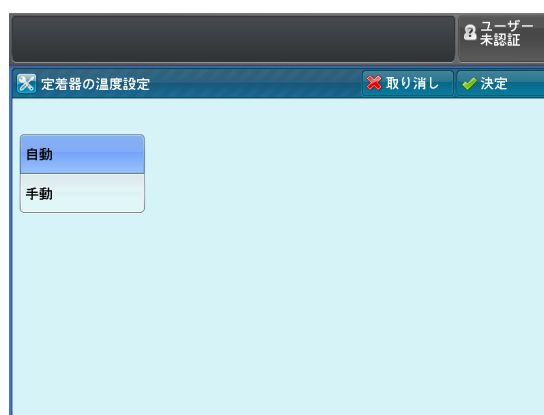 ユーザー
未認証
定着器の温度設定
取り消し
決定
自動
手動